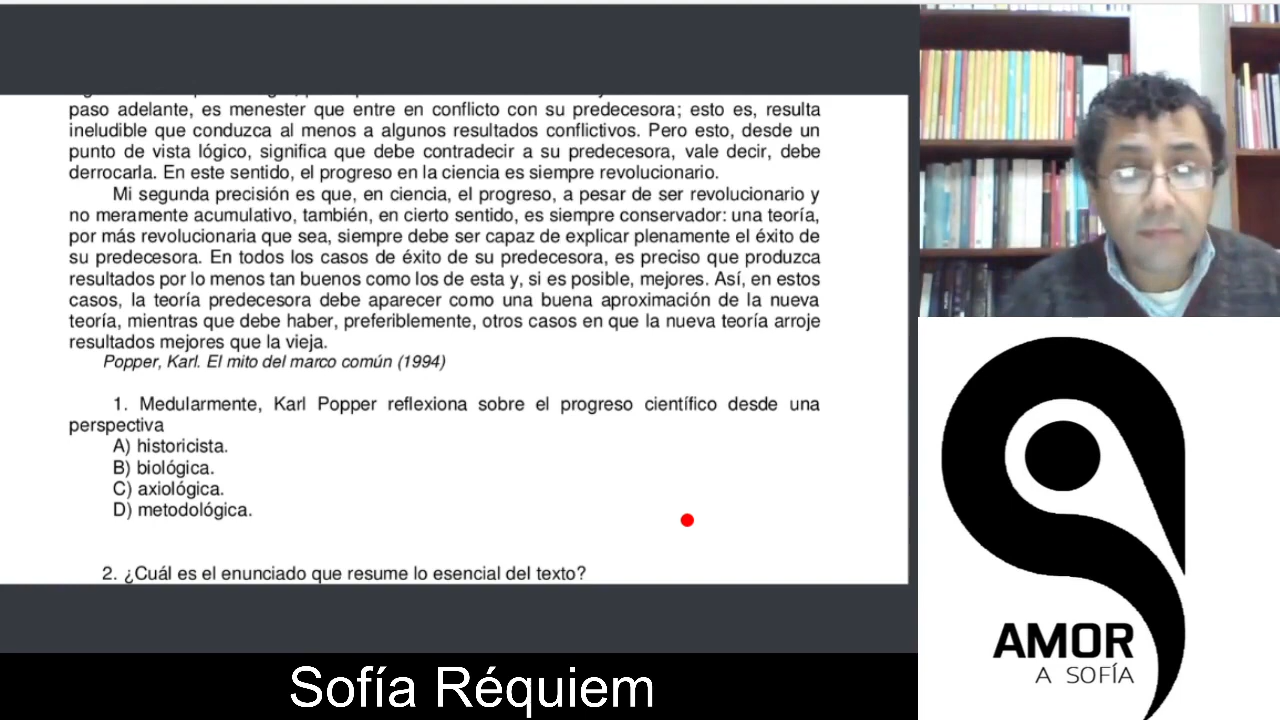 paso adelante, es menester que entre en conflicto con su predecesora; esto es, resulta
ineludible que conduzca al menos a algunos resultados conflictivos. Pero esto, desde un
punto de vista lógico, significa que debe contradecir a su predecesora, vale decir, debe
derrocarla. En este sentido, el progreso en la ciencia es siempre revolucionario.
Mi segunda precisión es que, en ciencia, el progreso, a pesar de ser revolucionario y
no meramente acumulativo, también, en cierto sentido, es siempre conservador: una teoría,
por más revolucionaria que sea, siempre debe ser capaz de explicar plenamente el éxito de
su predecesora. En todos los casos de éxito de su predecesora, es preciso que produzca
resultados por lo menos tan buenos como los de esta y, si es posible, mejores. Así, en estos
casos, la teoría predecesora debe aparecer como una buena aproximación de la nueva
teoría, mientras que debe haber, preferiblemente, otros casos en que la nueva teoría arroje
resultados mejores que la vieja.
Popper, Karl. El mito del marco común (1994)
1. Medularmente, Karl Popper reflexiona sobre el progreso científico desde una
perspectiva
A) historicista.
B) biológica.
C) axiológica.
D) metodológica.
2. ¿Cuál es el enunciado que resume lo esencial del texto?
Sofía Réquiem
AMOR
A SOFÍA